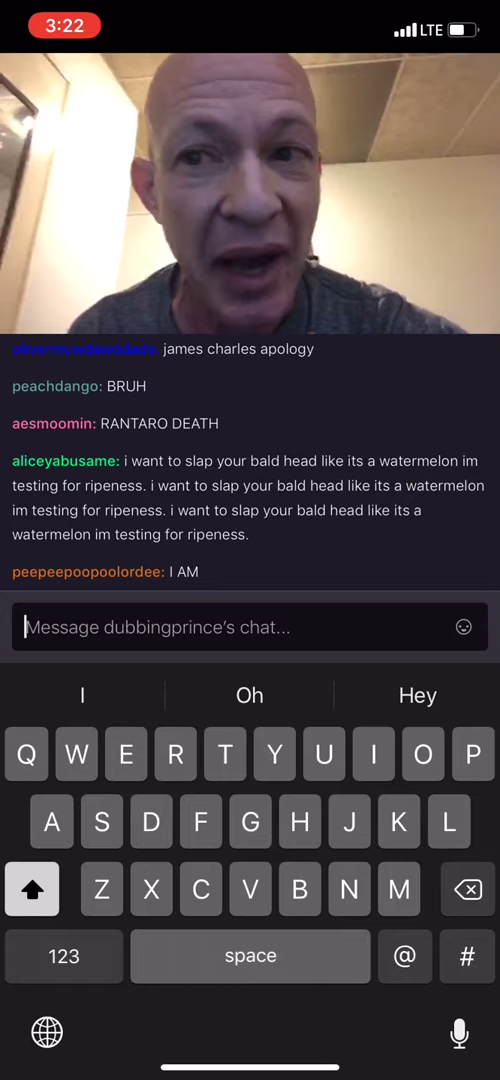 3:22
LTE
james charles apology
peachdango: BRUH
aesmoomin: RANTARO DEATH
aliceyabusame: i want to slap your bald head like its a watermelon im
testing for ripeness. i want to slap your bald head like its a watermelon
im testing for ripeness. i want to slap your bald head like its a
watermelon im testing for ripeness.
peepeepoopoolordee: I AM
Message dubbingprince's chat...
I Oh Hey
Q W E R T Y U I O P
A S D F G H J K L
Z X C V B N M
123 space @ #